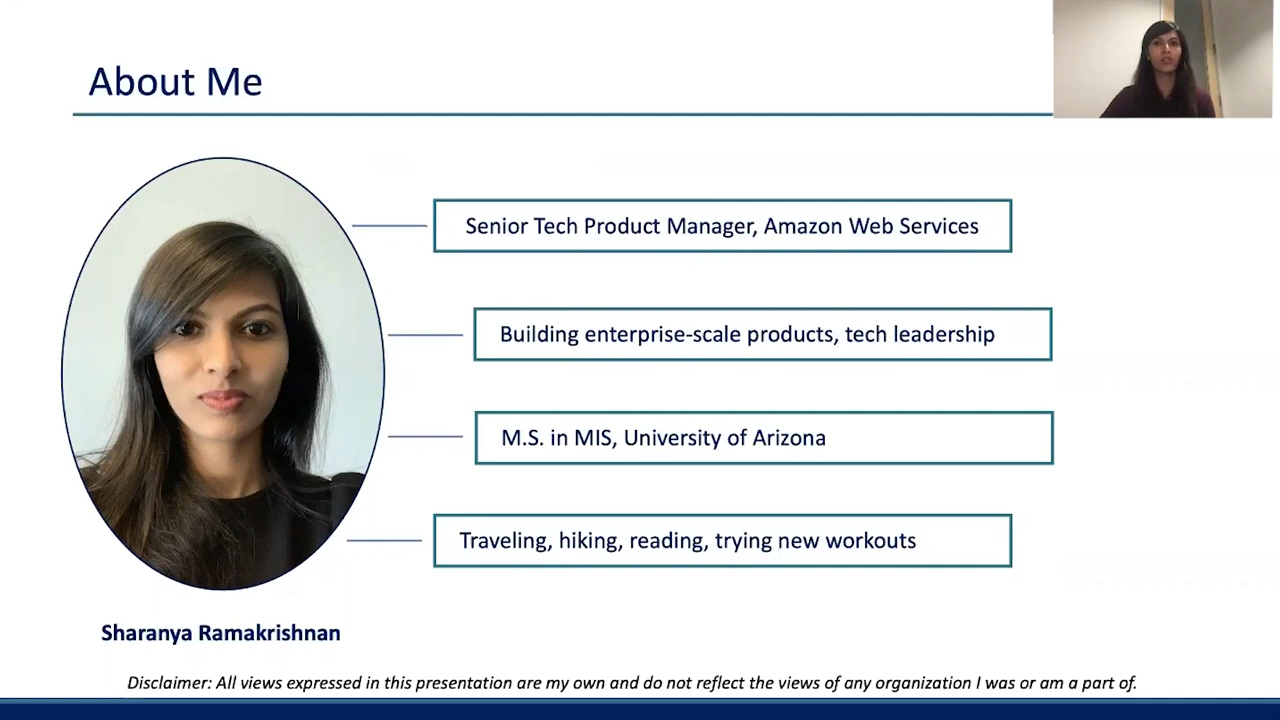 About Me
Senior Tech Product Manager, Amazon Web Services
Building enterprise-scale products, tech leadership
M.S. in MIS, University of Arizona
Traveling, hiking, reading, trying new workouts
Sharanya Ramakrishnan
Disclaimer: All views expressed in this presentation are my own and do not reflect the views of any organization I was or am a part of.